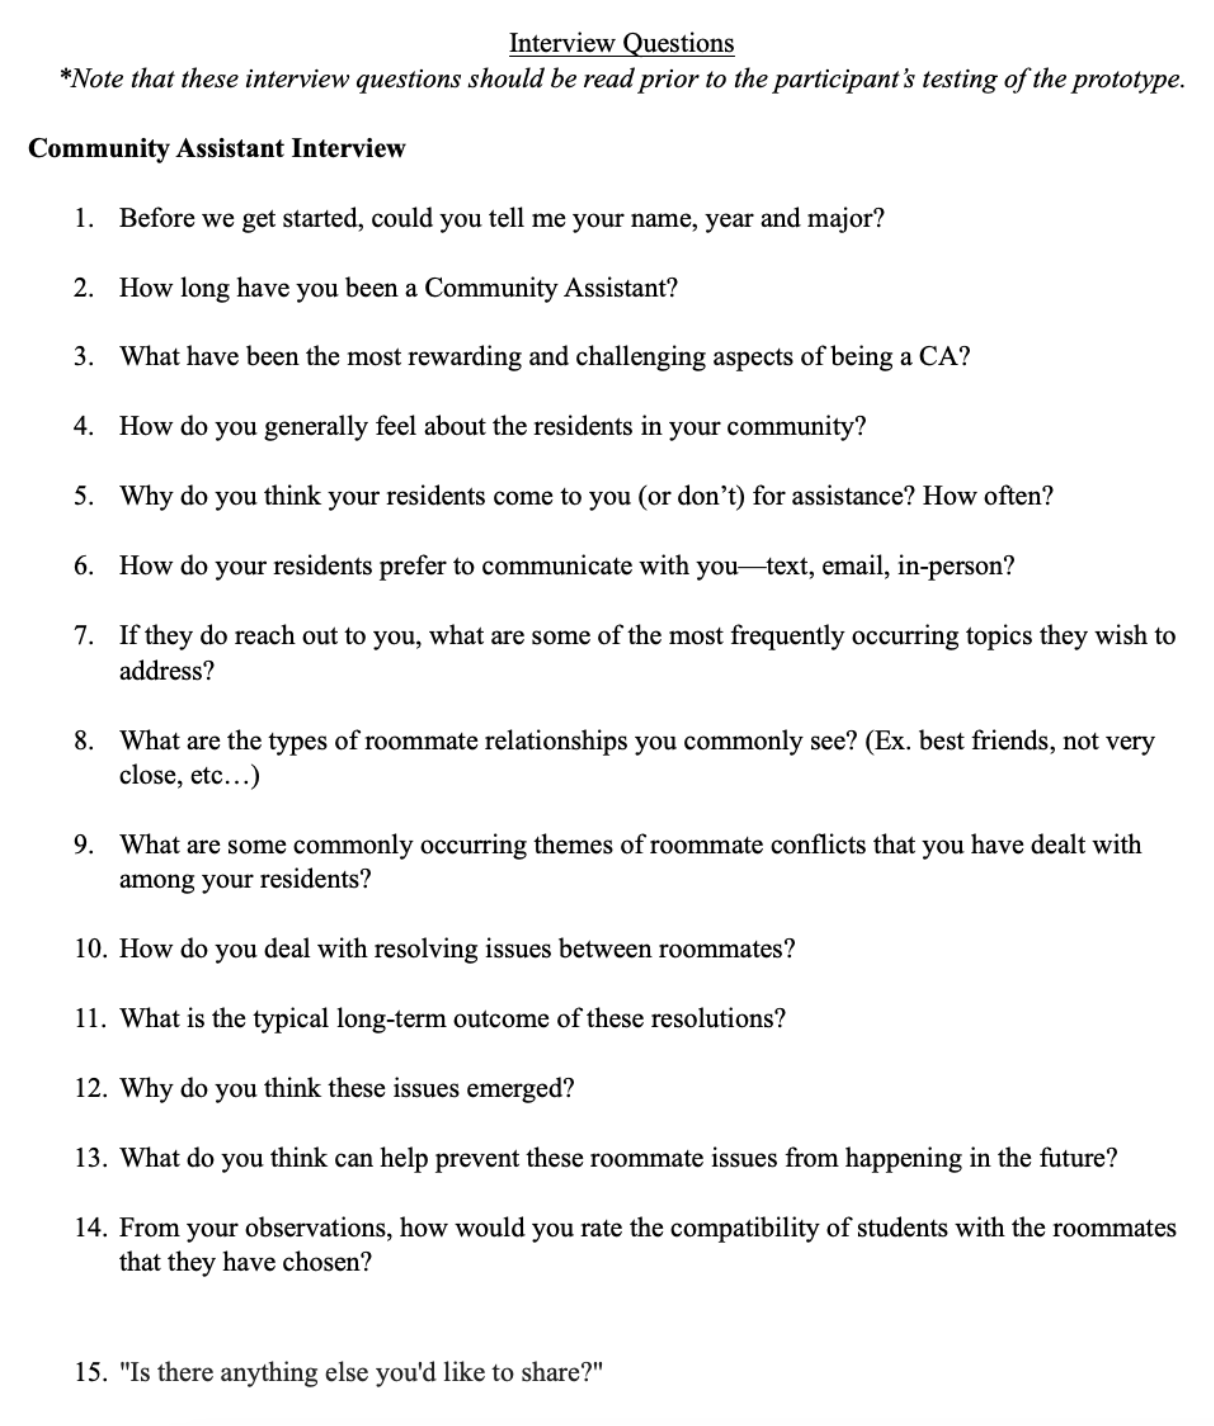 Interview Questions
*Note that these interview questions should be read prior to the participant's testing of the prototype.
Community Assistant Interview
1. Before we get started, could you tell me your name, year and major?
2. How long have you been a Community Assistant?
3. What have been the most rewarding and challenging aspects of being a CA?
4. How do you generally feel about the residents in your community?
5. Why do you think your residents come to you (or don't) for assistance? How often?
6. How do your residents prefer to communicate with you—text, email, in-person?
7. If they do reach out to you, what are some of the most frequently occurring topics they wish to
address?
8. What are the types of roommate relationships you commonly see? (Ex. best friends, not very
close, etc…)
9. What are some commonly occurring themes of roommate conflicts that you have dealt with
among your residents?
10. How do you deal with resolving issues between roommates?
11. What is the typical long-term outcome of these resolutions?
12. Why do you think these issues emerged?
13. What do you think can help prevent these roommate issues from happening in the future?
14. From your observations, how would you rate the compatibility of students with the roommates
that they have chosen?
15. "Is there anything else you'd like to share?"